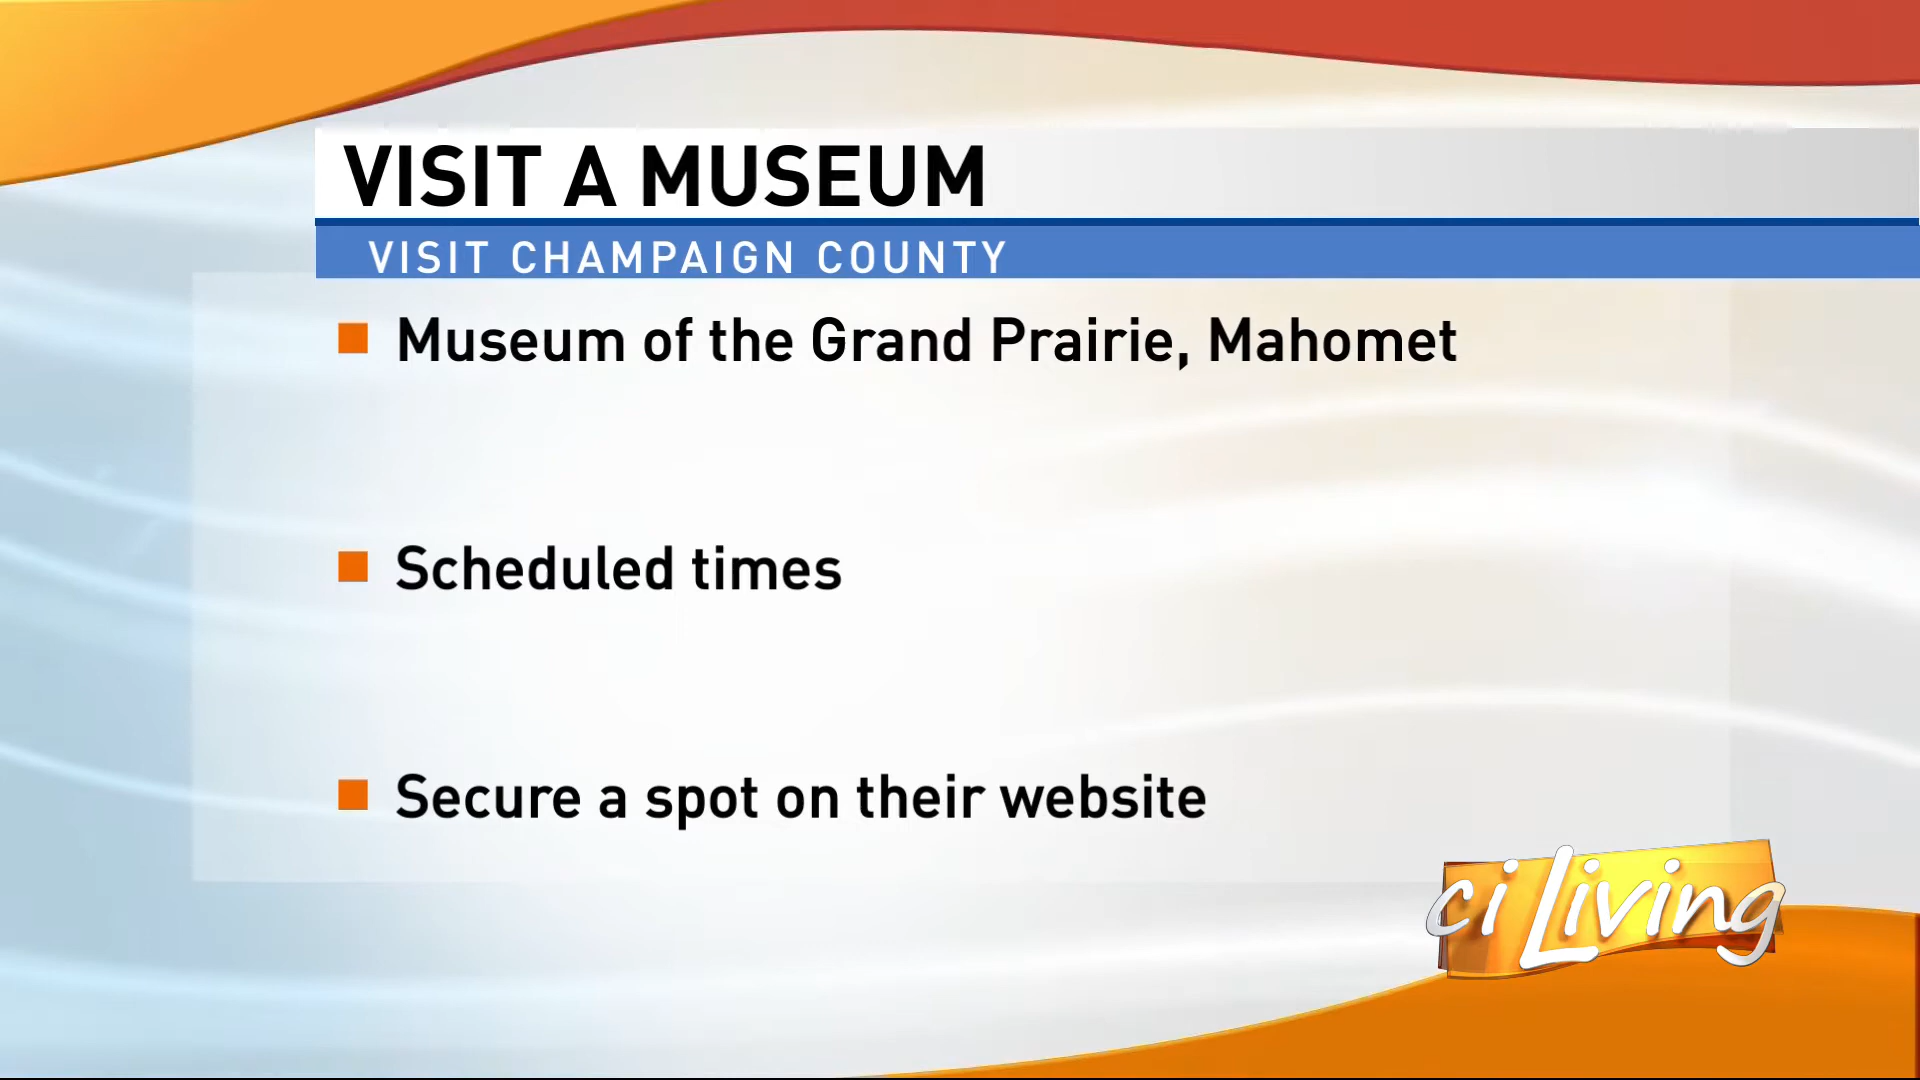 VISIT A MUSEUM
VISIT CHAMPAIGN COUNTY
Museum of the Grand Prairie, Mahomet
Scheduled times
Secure a spot on their website
ci Living